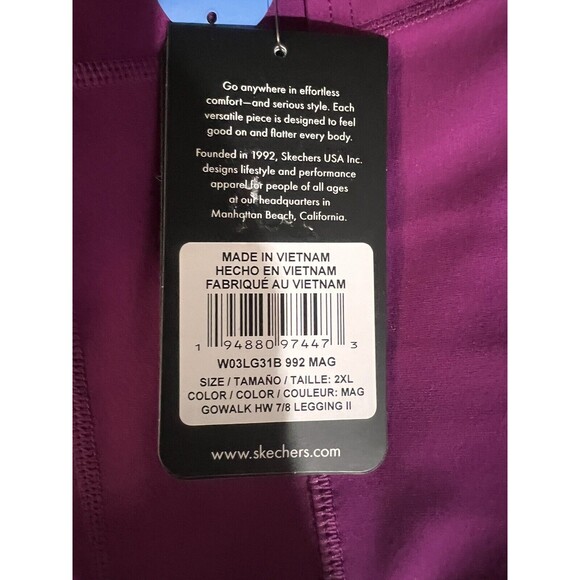 Go anywhere in effortless
comfort—and serious style. Each
versatile piece is designed to feel
good on and flatter every body.
Founded in 1992, Skechers USA Inc.
designs lifestyle and performance
apparel for people of all ages
at our headquarters in
Manhattan Beach, California.
MADE IN VIETNAM
HECHO EN VIETNAM
FABRIQUÉ AU VIETNAM
1 94880 97447 3
W03LG31B 992 MAG
SIZE / TAMAÑO / TAILLE: 2XL
COLOR / COLOR / COULEUR: MAG
GOWALK HW 7/8 LEGGING II
www.skechers.com